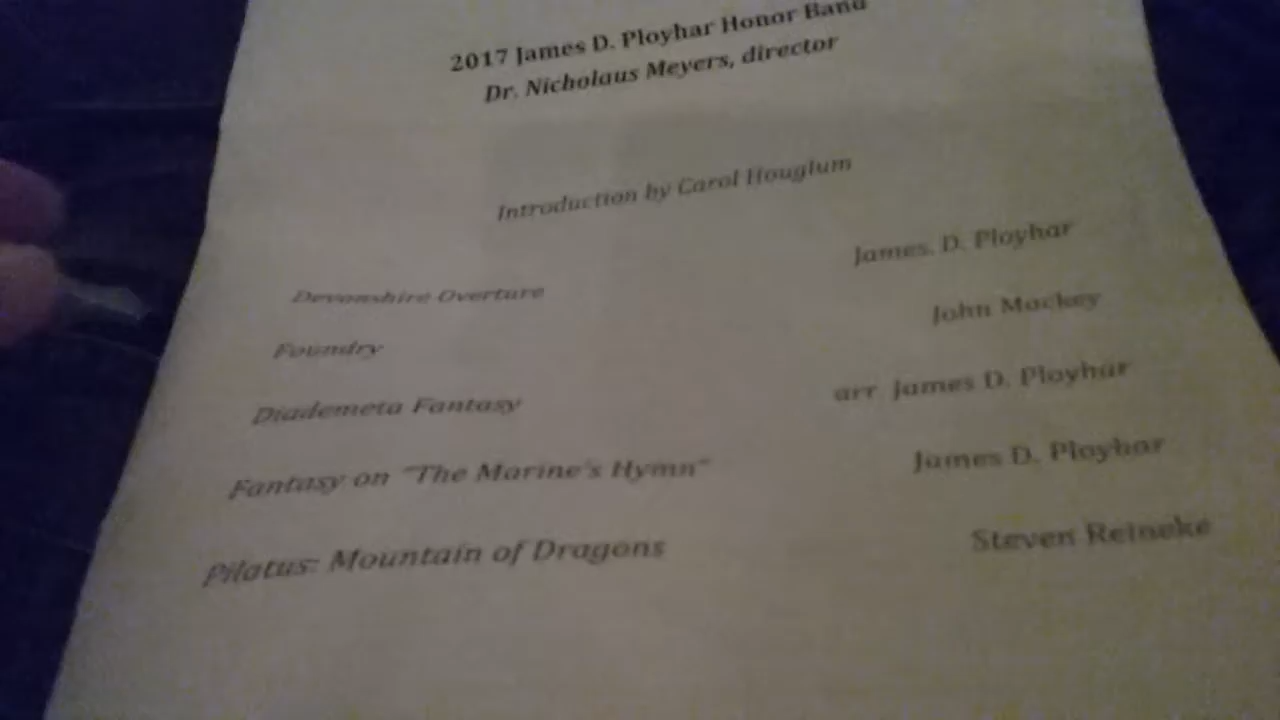 2017 James D. Ployhar Honor Band
Dr. Nicholaus Meyers, director
Introduction by Carol Houglum
Devonshire Overture James. D. Ployhar
Foundry John Mackey
Diademeta Fantasy arr James D. Ployhar
Fantasy on "The Marine's Hymn" James D. Ployhar
Pilatus: Mountain of Dragons Steven Reineke